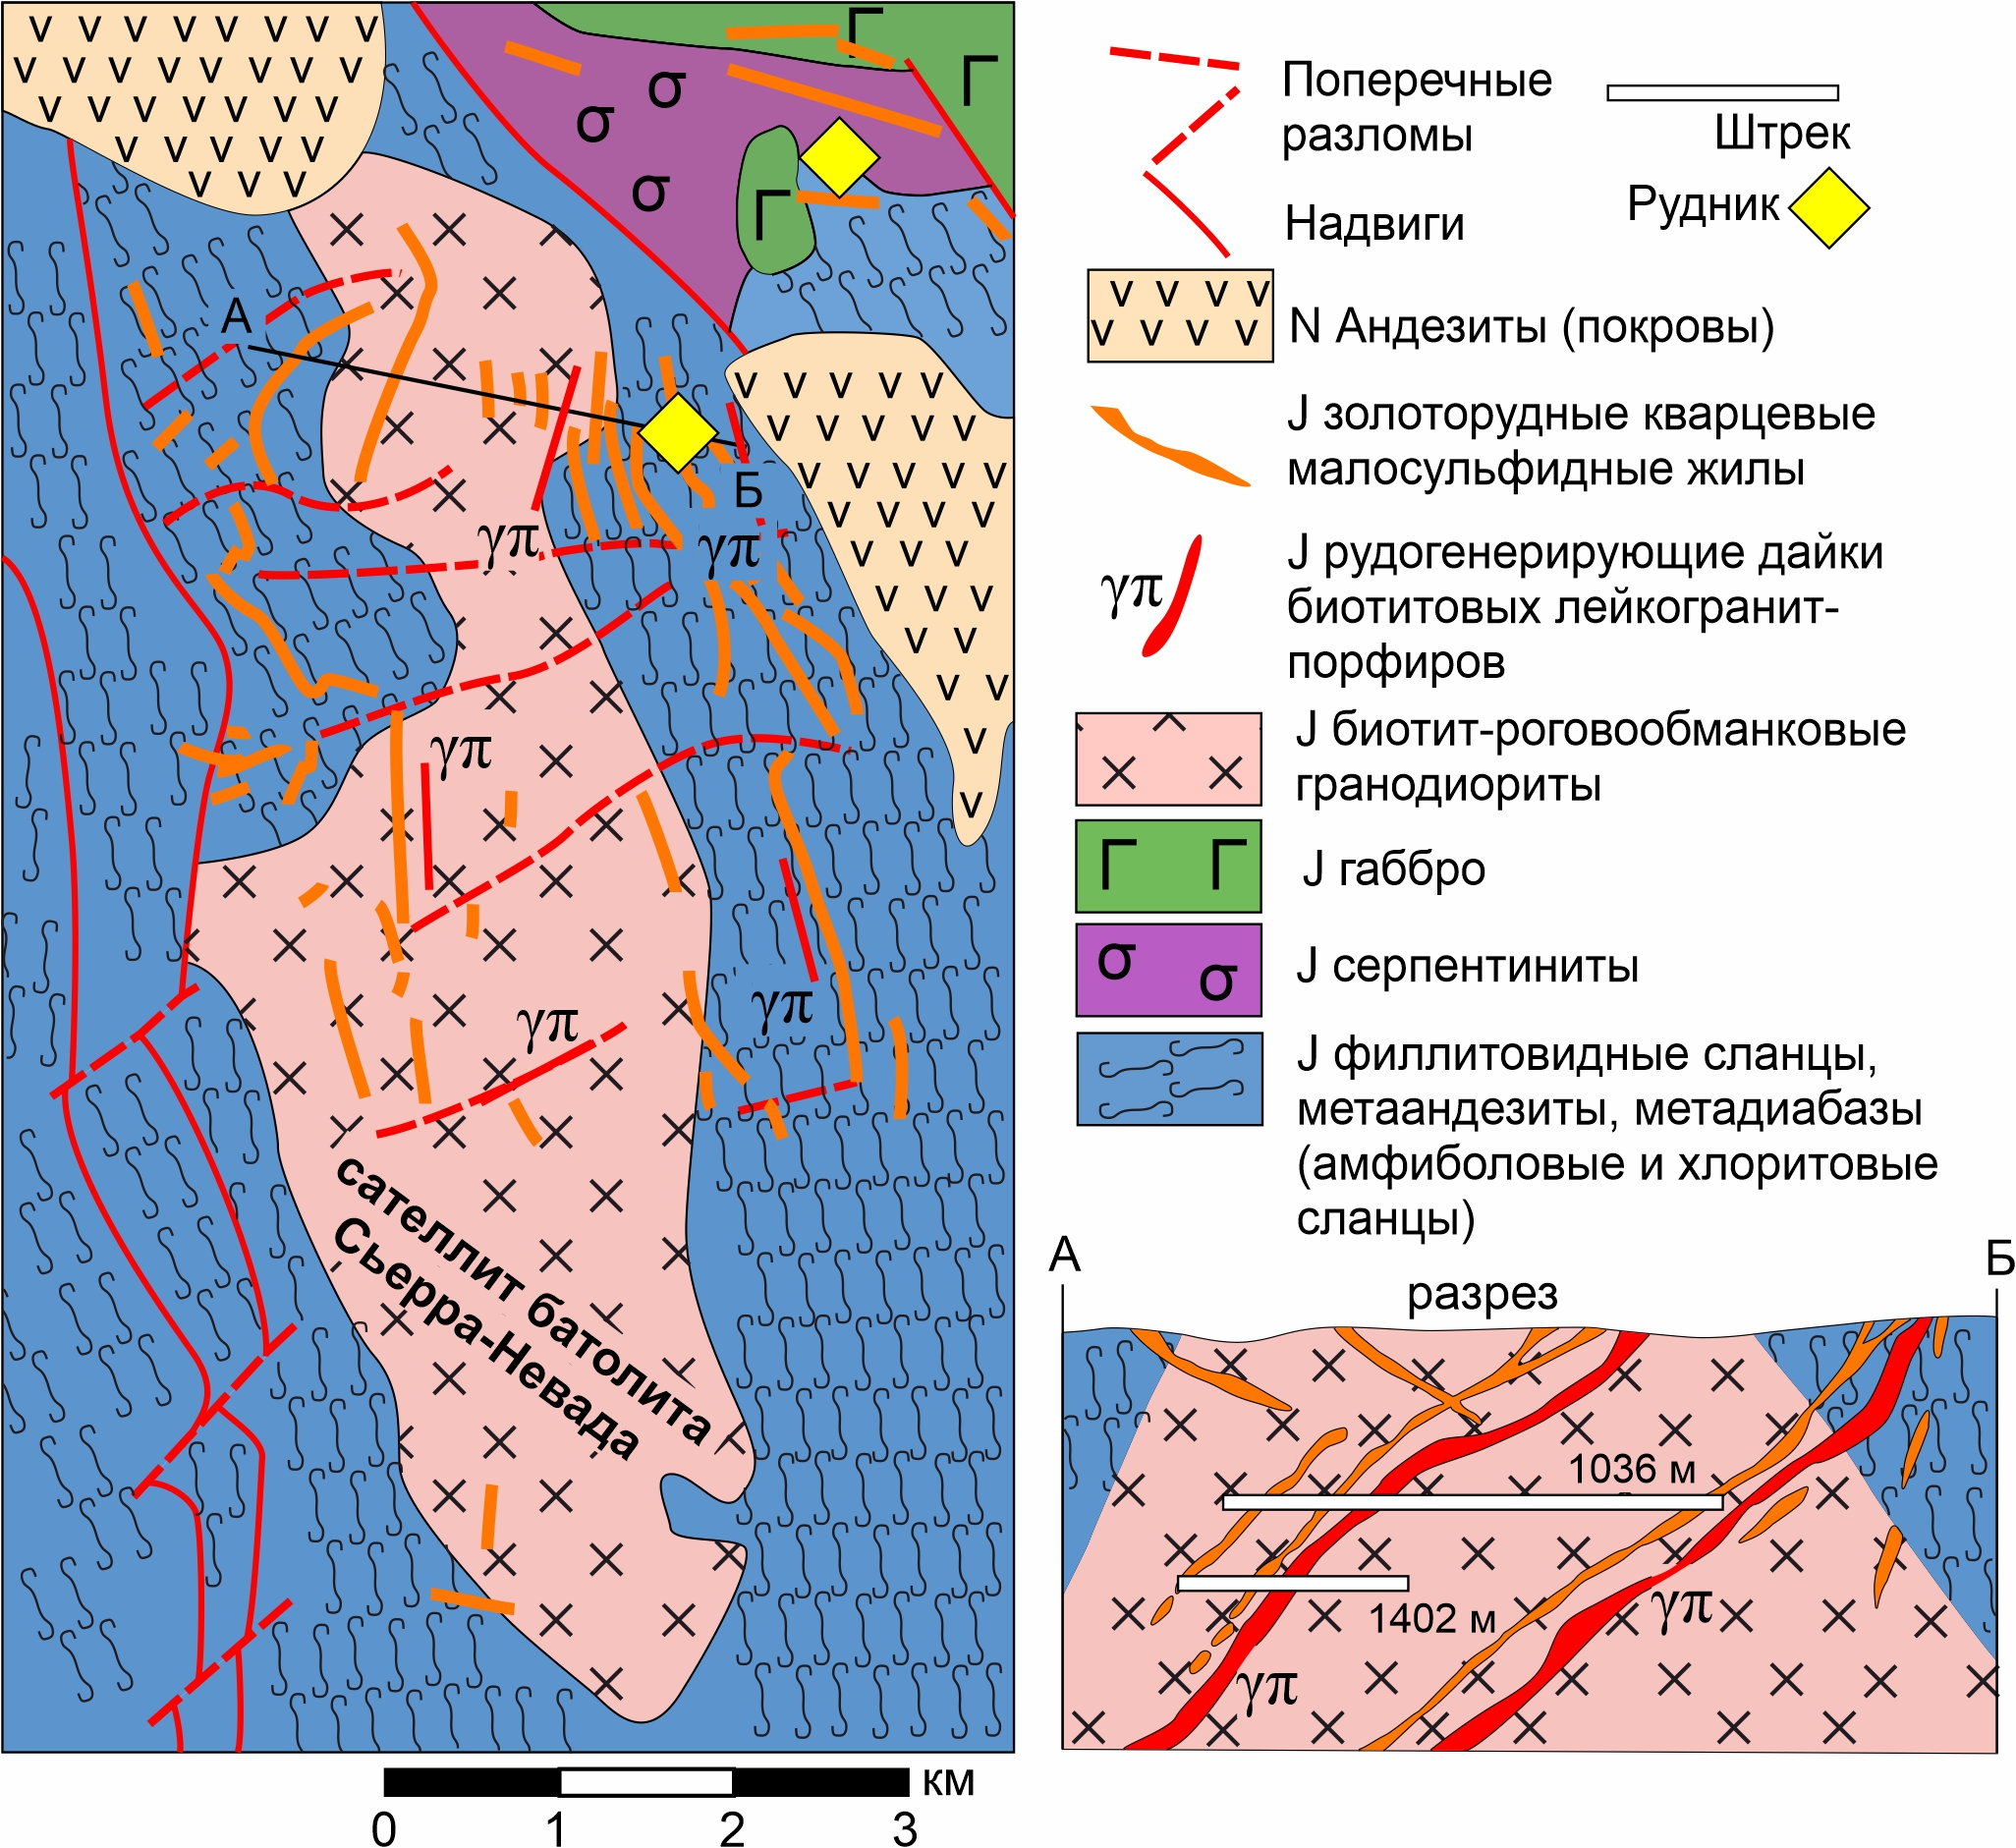 Г
Г
σ
σ
σ
Г
А
Б
γπ
γπ
γπ
γπ
γπ
сателлит батолита
Сьерра-Невада
0 1 2 3 км
Поперечные
разломы
Штрек
Надвиги
Рудник
N Андезиты (покровы)
J золоторудные кварцевые
малосульфидные жилы
γπ
J рудогенерирующие дайки
биотитовых лейкогранит-
порфиров
J биотит-роговообманковые
гранодиориты
Г Г
J габбро
σ σ
J серпентиниты
J филлитовидные сланцы,
метаандезиты, метадиабазы
(амфиболовые и хлоритовые
сланцы)
А
разрез
Б
1036 м
1402 м
γπ
γπ